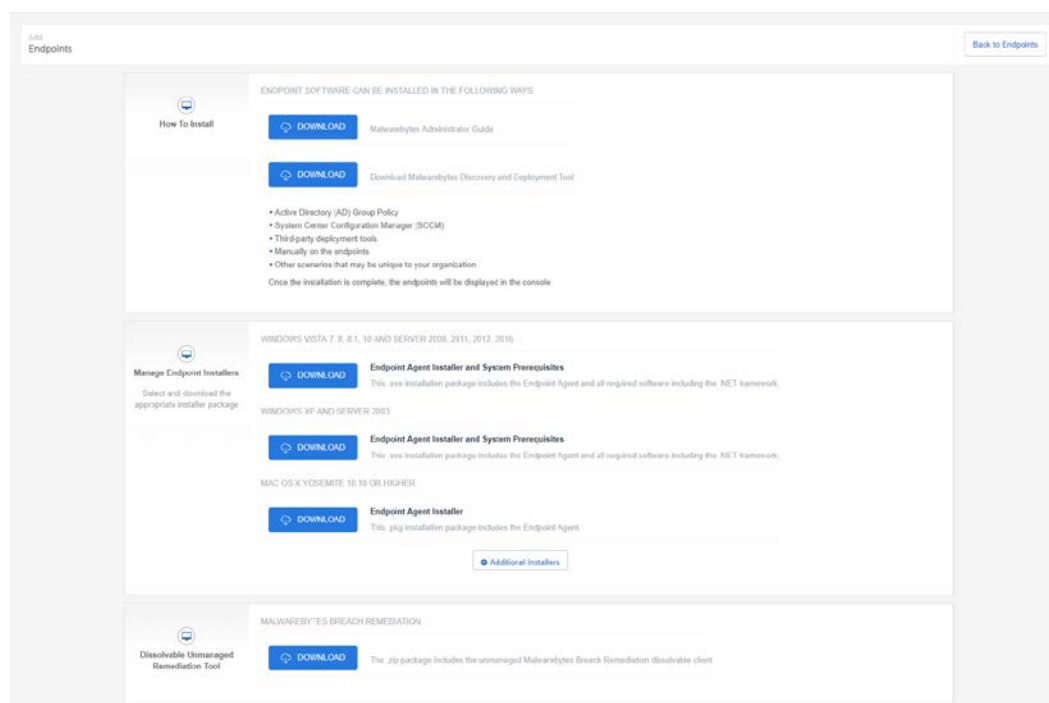 Add
Endpoints
Back to Endpoints
How To Install
ENDPOINT SOFTWARE CAN BE INSTALLED IN THE FOLLOWING WAYS
DOWNLOAD
Malwarebytes Administrator Guide
DOWNLOAD
Download Malwarebytes Discovery and Deployment Tool
• Active Directory (AD) Group Policy
• System Center Configuration Manager (SCCM)
• Third-party deployment tools
• Manually on the endpoints
• Other scenarios that may be unique to your organization
Once the installation is complete, the endpoints will be displayed in the console.
Manage Endpoint Installers
Select and download the
appropriate installer package
WINDOWS VISTA 7, 8, 8.1, 10 AND SERVER 2008, 2011, 2012, 2016
DOWNLOAD
Endpoint Agent Installer and System Prerequisites
This .exe installation package includes the Endpoint Agent and all required software including the .NET framework.
WINDOWS XP AND SERVER 2003
DOWNLOAD
Endpoint Agent Installer and System Prerequisites
This .exe installation package includes the Endpoint Agent and all required software including the .NET framework.
MAC OS X YOSEMITE 10.10 OR HIGHER
DOWNLOAD
Endpoint Agent Installer
This .pkg installation package includes the Endpoint Agent.
Additional Installers
Dissolvable Unmanaged
Remediation Tool
MALWAREBYTES BREACH REMEDIATION
DOWNLOAD
The .zip package includes the unmanaged Malwarebytes Breach Remediation dissolvable client